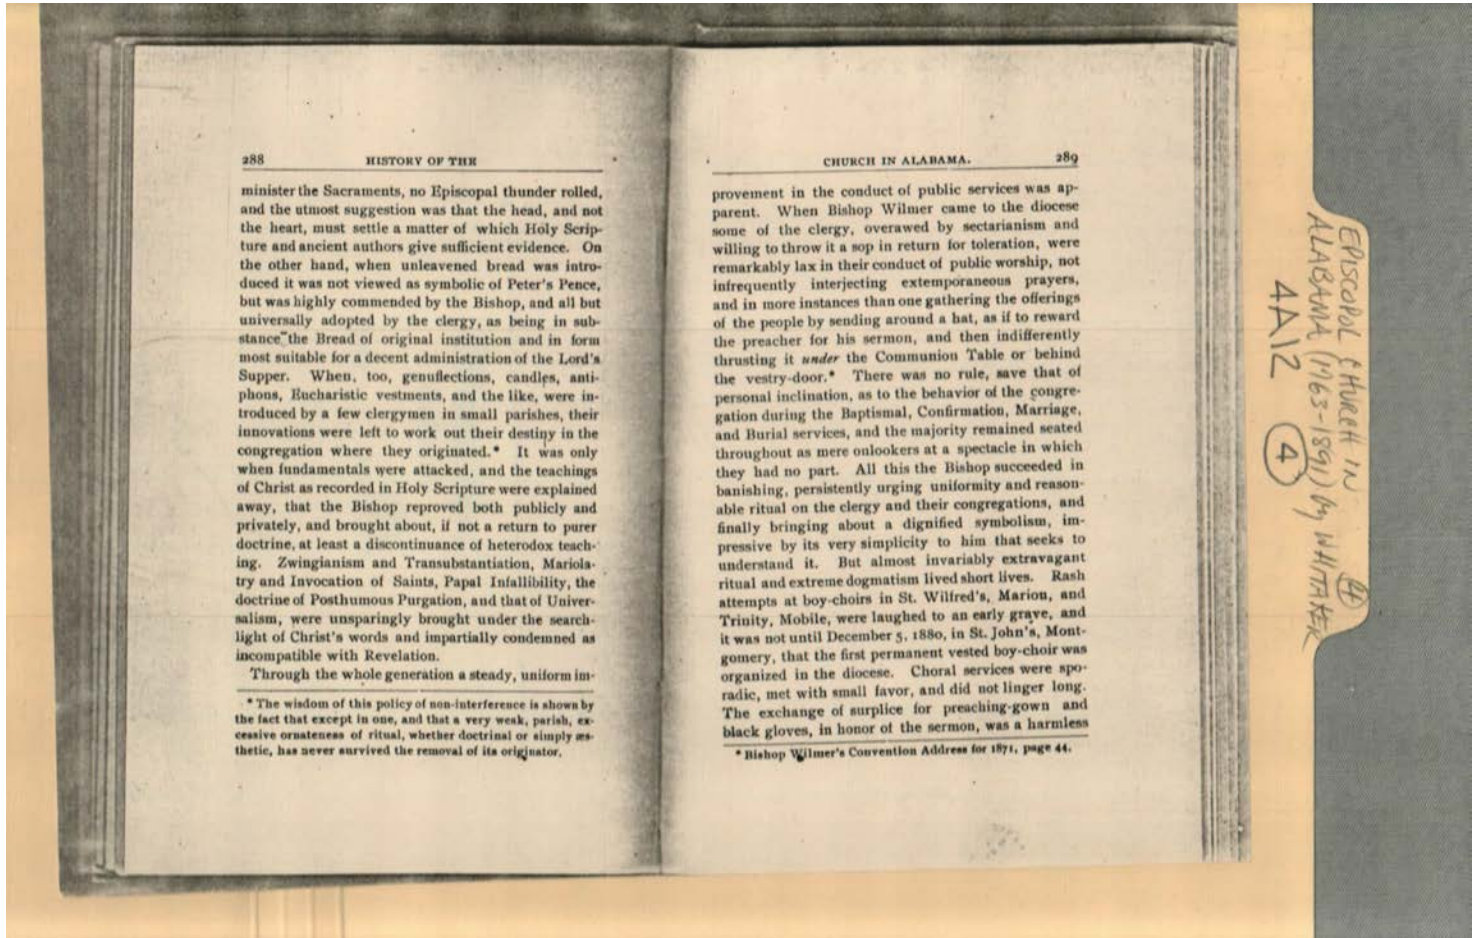 288 HISTORY OF THE
minister the Sacraments, no Episcopal thunder rolled,
and the utmost suggestion was that the head, and not
the heart, must settle a matter of which Holy Scrip-
ture and ancient authors give sufficient evidence. On
the other hand, when unleavened bread was intro-
duced it was not viewed as symbolic of Peter's Pence,
but was highly commended by the Bishop, and all but
universally adopted by the clergy, as being in sub-
stance the Bread of original institution and in form
most suitable for a decent administration of the Lord's
Supper. When, too, genuflections, candles, anti-
phons, Eucharistic vestments, and the like, were in-
troduced by a few clergymen in small parishes, their
innovations were left to work out their destiny in the
congregation where they originated.* It was only
when fundamentals were attacked, and the teachings
of Christ as recorded in Holy Scripture were explained
away, that the Bishop reproved both publicly and
privately, and brought about, if not a return to purer
doctrine, at least a discontinuance of heterodox teach-
ing. Zwingianism and Transubstantiation, Mariola-
try and Invocation of Saints, Papal Infallibility, the
doctrine of Posthumous Purgation, and that of Univer-
salism, were unsparingly brought under the search-
light of Christ's words and impartially condemned as
incompatible with Revelation.
Through the whole generation a steady, uniform im-
* The wisdom of this policy of non-interference is shown by
the fact that except in one, and that a very weak, parish, ex-
cessive ornateness of ritual, whether doctrinal or simply æs-
thetic, has never survived the removal of its originator.
CHURCH IN ALABAMA. 289
provement in the conduct of public services was ap-
parent. When Bishop Wilmer came to the diocese
some of the clergy, overawed by sectarianism and
willing to throw it a sop in return for toleration, were
remarkably lax in their conduct of public worship, not
infrequently interjecting extemporaneous prayers,
and in more instances than one gathering the offerings
of the people by sending around a hat, as if to reward
the preacher for his sermon, and then indifferently
thrusting it under the Communion Table or behind
the vestry-door.* There was no rule, save that of
personal inclination, as to the behavior of the congre-
gation during the Baptismal, Confirmation, Marriage,
and Burial services, and the majority remained seated
throughout as mere onlookers at a spectacle in which
they had no part. All this the Bishop succeeded in
banishing, persistently urging uniformity and reason-
able ritual on the clergy and their congregations, and
finally bringing about a dignified symbolism, im-
pressive by its very simplicity to him that seeks to
understand it. But almost invariably extravagant
ritual and extreme dogmatism lived short lives. Rash
attempts at boy-choirs in St. Wilfred's, Marion, and
Trinity, Mobile, were laughed to an early grave, and
it was not until December 5, 1880, in St. John's, Mont-
gomery, that the first permanent vested boy-choir was
organized in the diocese. Choral services were spo-
radic, met with small favor, and did not linger long.
The exchange of surplice for preaching-gown and
black gloves, in honor of the sermon, was a harmless
* Bishop Wilmer's Convention Address for 1871, page 44.
EPISCOPOL CHURCH IN
ALABAMA (1763-1891) by WHITAKER
4A12 4